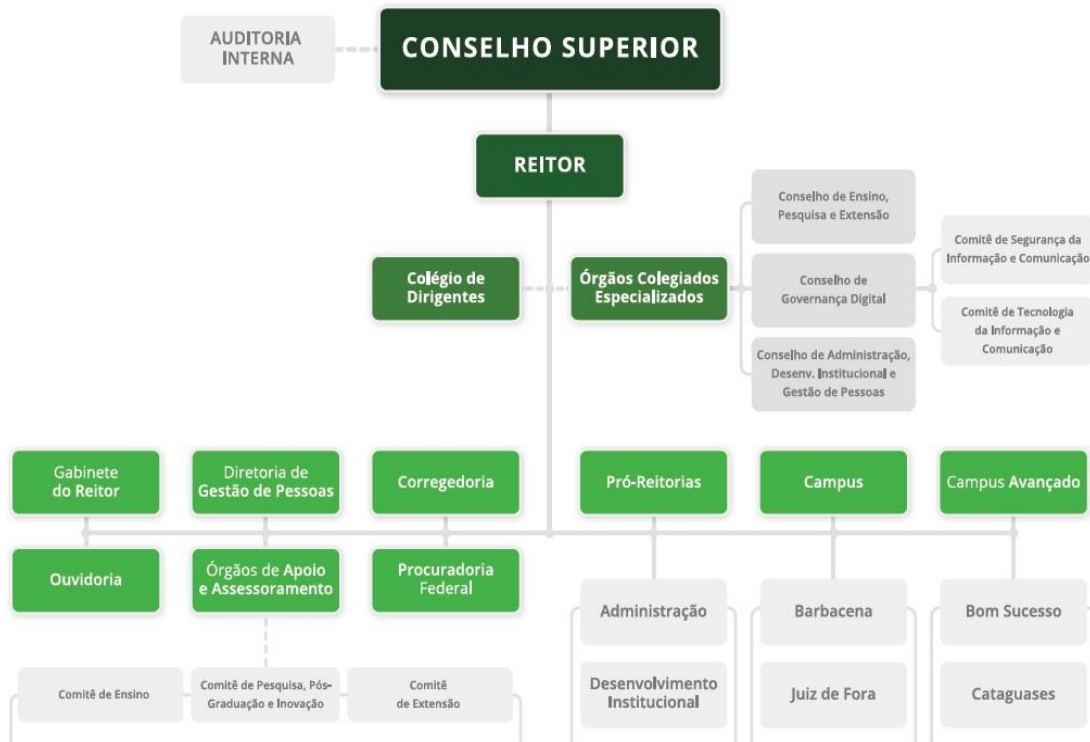 AUDITORIA
INTERNA
CONSELHO SUPERIOR
REITOR
Colégio de
Dirigentes
Órgãos Colegiados
Especializados
Conselho de Ensino,
Pesquisa e Extensão
Conselho de
Governança Digital
Conselho de Administração,
Desenv. Institucional e
Gestão de Pessoas
Comitê de Segurança da
Informação e Comunicação
Comitê de Tecnologia
da Informação e
Comunicação
Gabinete
do Reitor
Diretoria de
Gestão de Pessoas
Corregedoria
Pró-Reitorias
Campus
Campus Avançado
Ouvidoria
Órgãos de Apoio
e Assessoramento
Procuradoria
Federal
Administração
Barbacena
Bom Sucesso
Comitê de Ensino
Comitê de Pesquisa, Pós-
Graduação e Inovação
Comitê
de Extensão
Desenvolvimento
Institucional
Juiz de Fora
Cataguases